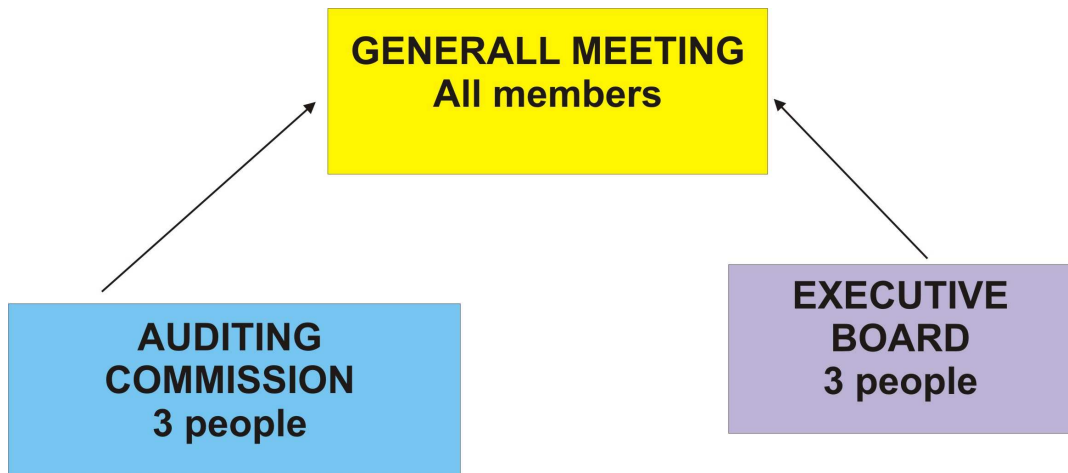 GENERALL MEETING
All members
AUDITING
COMMISSION
3 people
EXECUTIVE
BOARD
3 people